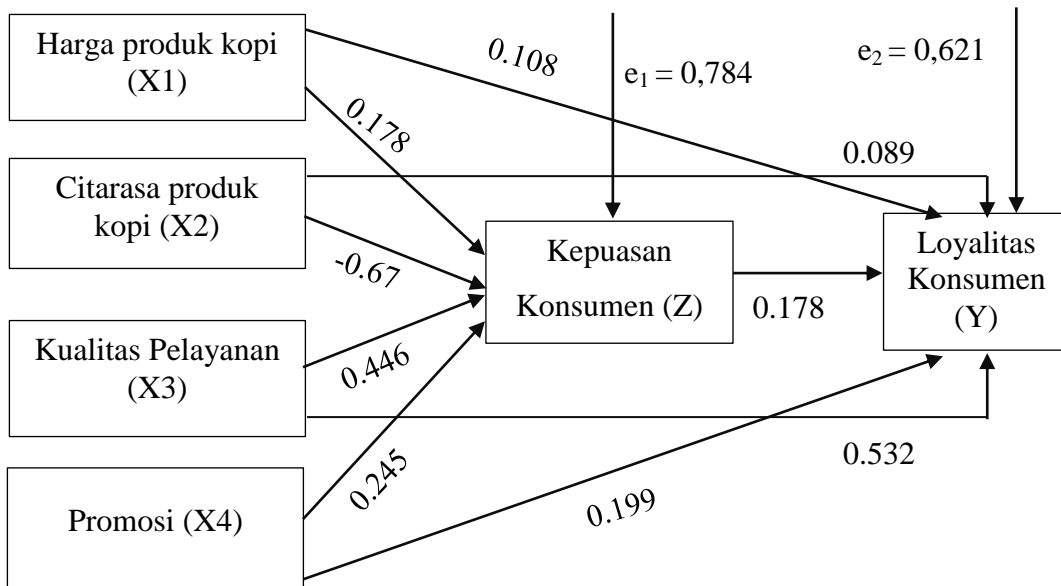 Harga produk kopi
(X1)
0.108
e₁ = 0,784
e₂ = 0,621
0.178
0.089
Citarasa produk
kopi (X2)
-0.67
Kepuasan
Konsumen (Z)
0.178
Loyalitas
Konsumen
(Y)
Kualitas Pelayanan
(X3)
0.446
0.532
Promosi (X4)
0.245
0.199